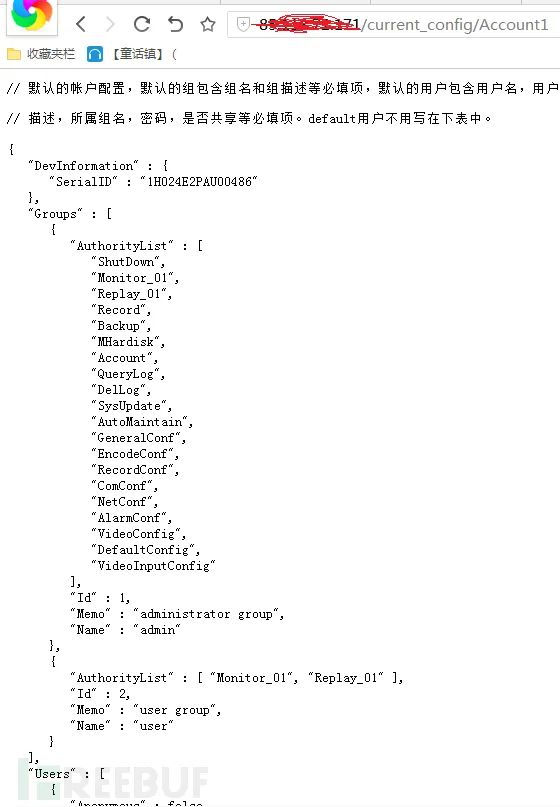 171/current_config/Account1
收藏夹栏 【童话镇】 (
// 默认的帐户配置，默认的组包含组名和组描述等必填项，默认的用户包含用户名，用户
// 描述，所属组名，密码，是否共享等必填项。default用户不用写在下表中。
{
"DevInformation" : {
"SerialID" : "1H024E2PAU00486"
},
"Groups" : [
{
"AuthorityList" : [
"ShutDown",
"Monitor_01",
"Replay_01",
"Record",
"Backup",
"MHardisk",
"Account",
"QueryLog",
"DelLog",
"SysUpdate",
"AutoMaintain",
"GeneralConf",
"EncodeConf",
"RecordConf",
"ComConf",
"NetConf",
"AlarmConf",
"VideoConfig",
"DefaultConfig",
"VideoInputConfig"
],
"Id" : 1,
"Memo" : "administrator group",
"Name" : "admin"
},
{
"AuthorityList" : [ "Monitor_01", "Replay_01" ],
"Id" : 2,
"Memo" : "user group",
"Name" : "user"
}
],
"Users" : [
{
"Anonymous" : false,
REEBUF